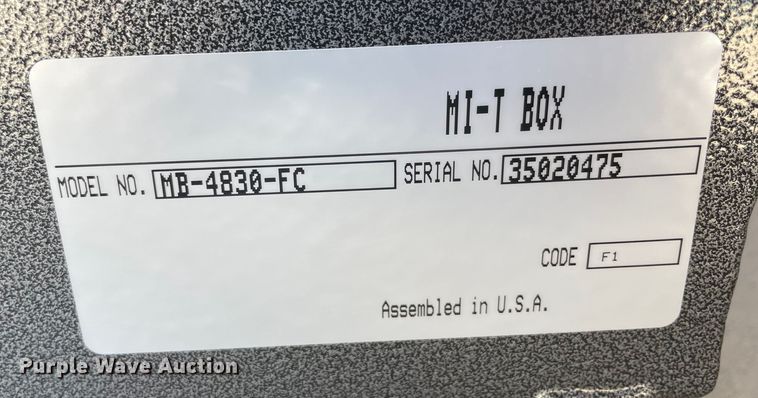 MI-T BOX
MODEL NO. MB-4830-FC SERIAL NO. 35020475
CODE F1
Assembled in U.S.A.
Purple Wave Auction